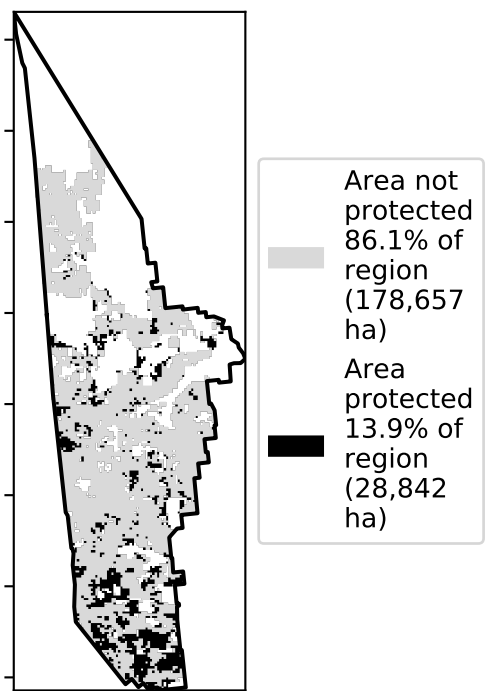 Area not
protected
86.1% of
region
(178,657
ha)
Area
protected
13.9% of
region
(28,842
ha)